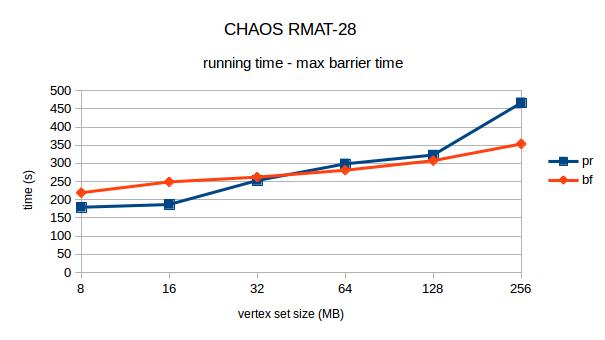 CHAOS RMAT-28
running time - max barrier time
500
450
400
350
300
250
200
150
100
50
0
time (s)
8 16 32 64 128 256
vertex set size (MB)
pr
bf